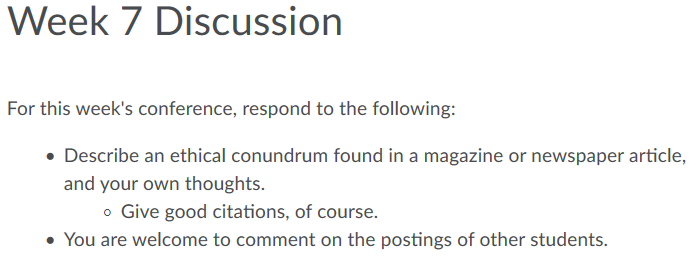 Week 7 Discussion
For this week's conference, respond to the following:
• Describe an ethical conundrum found in a magazine or newspaper article,
and your own thoughts.
◦ Give good citations, of course.
• You are welcome to comment on the postings of other students.